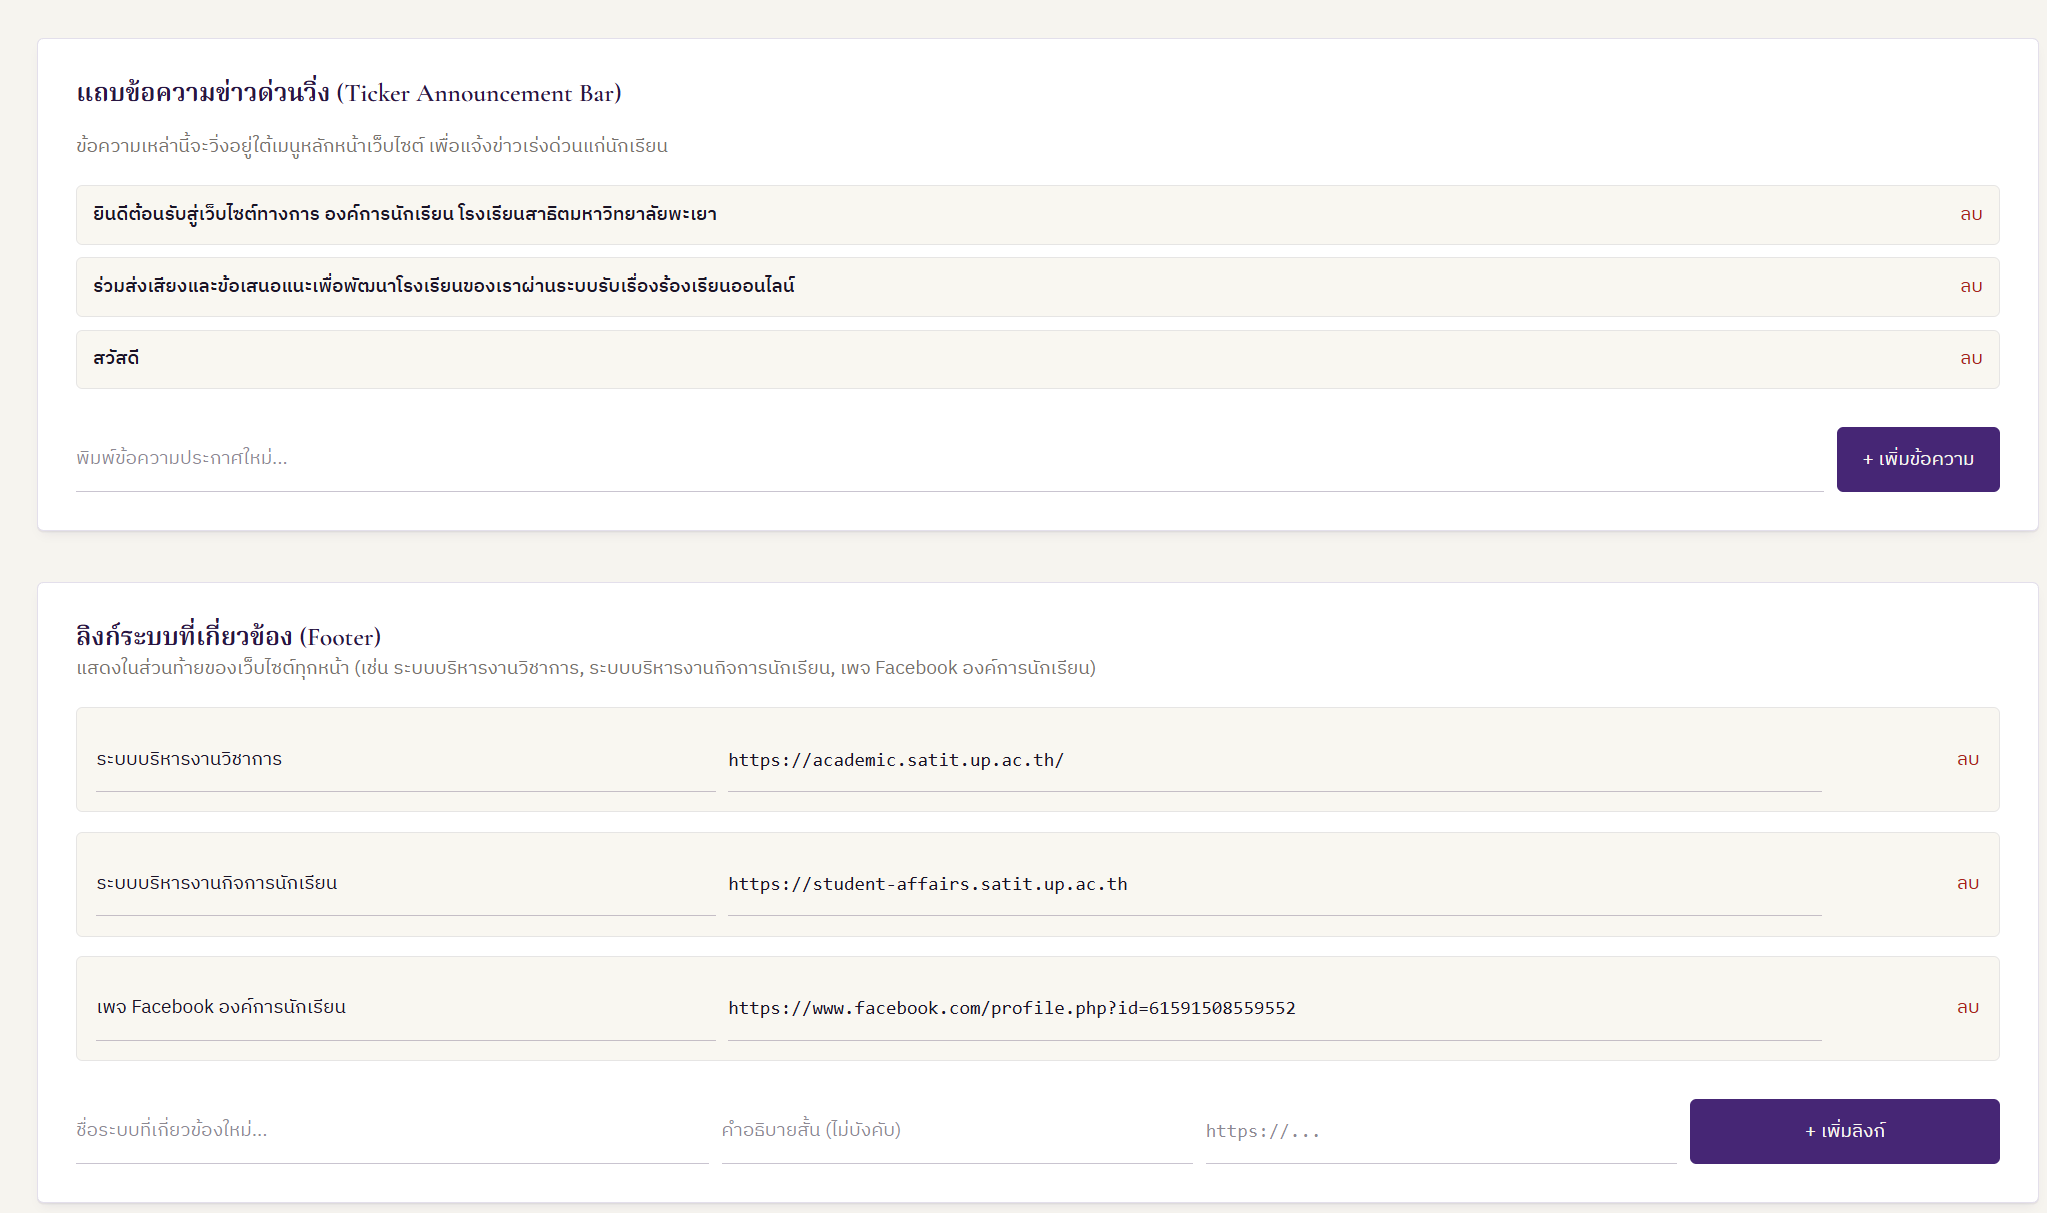 แถบข้อความข่าวด่วนวิ่ง (Ticker Announcement Bar)
ข้อความเหล่านี้จะวิ่งอยู่ใต้เมนูหลักหน้าเว็บไซต์ เพื่อแจ้งข่าวเร่งด่วนแก่นักเรียน
ยินดีต้อนรับสู่เว็บไซต์ทางการ องค์การนักเรียน โรงเรียนสาธิตมหาวิทยาลัยพะเยา
ลบ
ร่วมส่งเสียงและข้อเสนอแนะเพื่อพัฒนาโรงเรียนของเราผ่านระบบรับเรื่องร้องเรียนออนไลน์
ลบ
สวัสดี
ลบ
พิมพ์ข้อความประกาศใหม่...
+ เพิ่มข้อความ
ลิงก์ระบบที่เกี่ยวข้อง (Footer)
แสดงในส่วนท้ายของเว็บไซต์ทุกหน้า (เช่น ระบบบริหารงานวิชาการ, ระบบบริหารงานกิจการนักเรียน, เพจ Facebook องค์การนักเรียน)
ระบบบริหารงานวิชาการ
https://academic.satit.up.ac.th/
ลบ
ระบบบริหารงานกิจการนักเรียน
https://student-affairs.satit.up.ac.th
ลบ
เพจ Facebook องค์การนักเรียน
https://www.facebook.com/profile.php?id=61591508559552
ลบ
ชื่อระบบที่เกี่ยวข้องใหม่...
คำอธิบายสั้น (ไม่บังคับ)
https://...
+ เพิ่มลิงก์